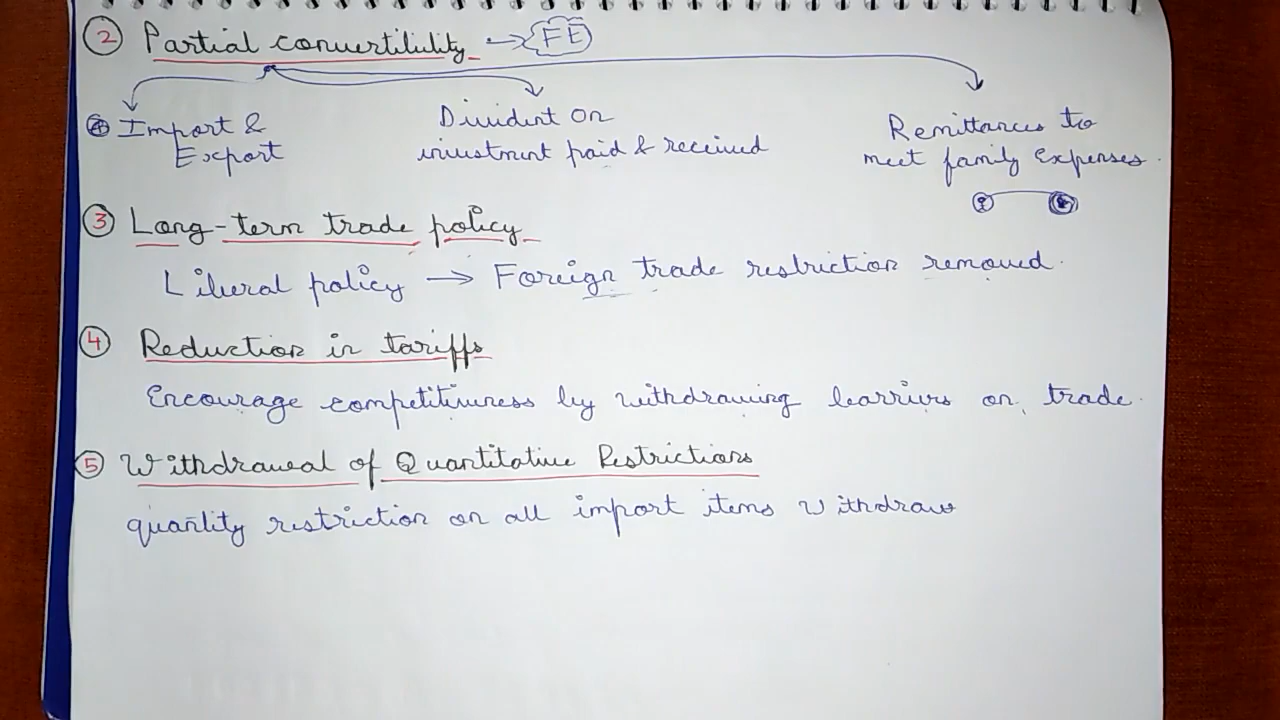 ② Partial convertibility → FE
Import &
Export
Divident on
investment paid & received
Remittances to
meet family Expenses.
③ Long-term trade policy
Liberal policy → Foreign trade restriction removed.
④ Reduction in tariffs
Encourage competitiveness by withdrawing barriers on trade.
⑤ Withdrawal of Quantitative Restrictions
quantity restriction on all import items withdraw